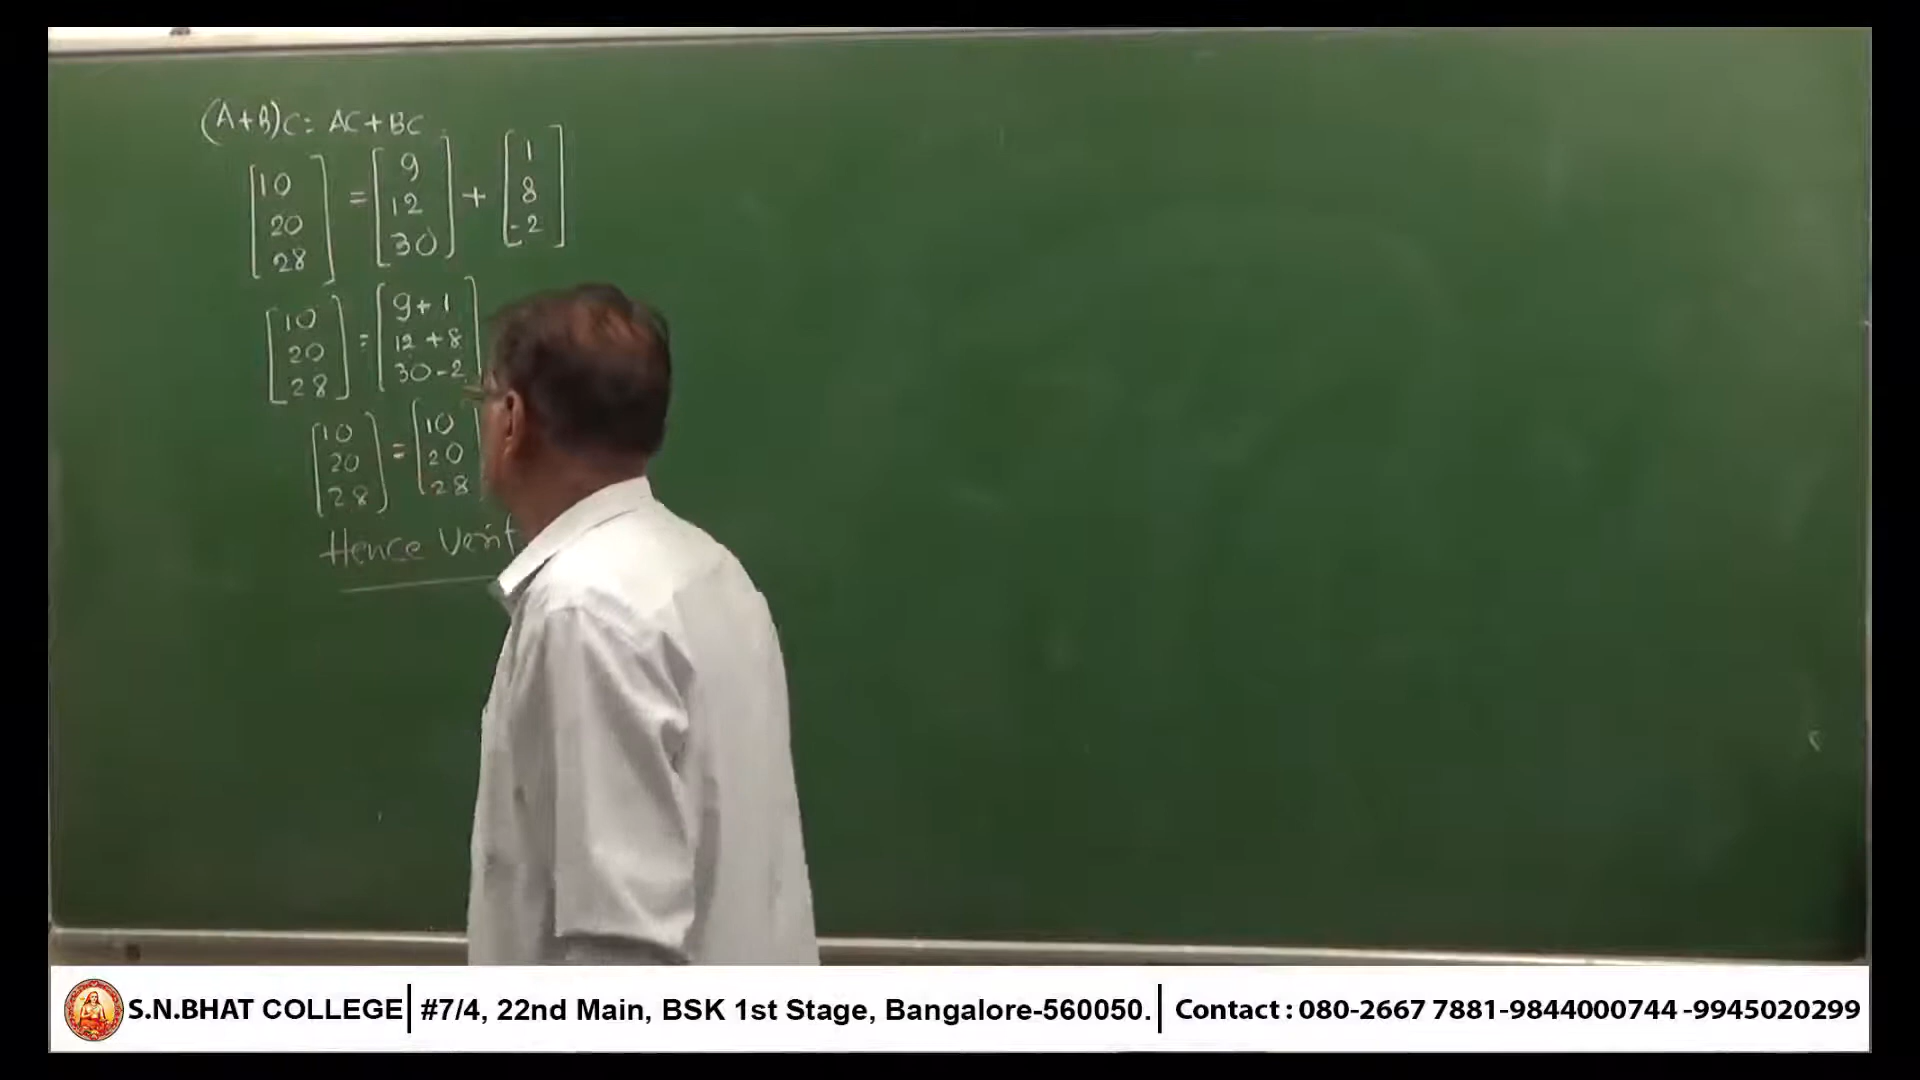 (A+B)C = AC + BC
[10 20 28] = [9 12 30] + [1 8 -2]
[10 20 28] = [9+1 12+8 30-2]
[10 20 28] = [10 20 28]
Hence
S.N.BHAT COLLEGE | #7/4, 22nd Main, BSK 1st Stage, Bangalore-560050. | Contact : 080-2667 7881-9844000744 -9945020299